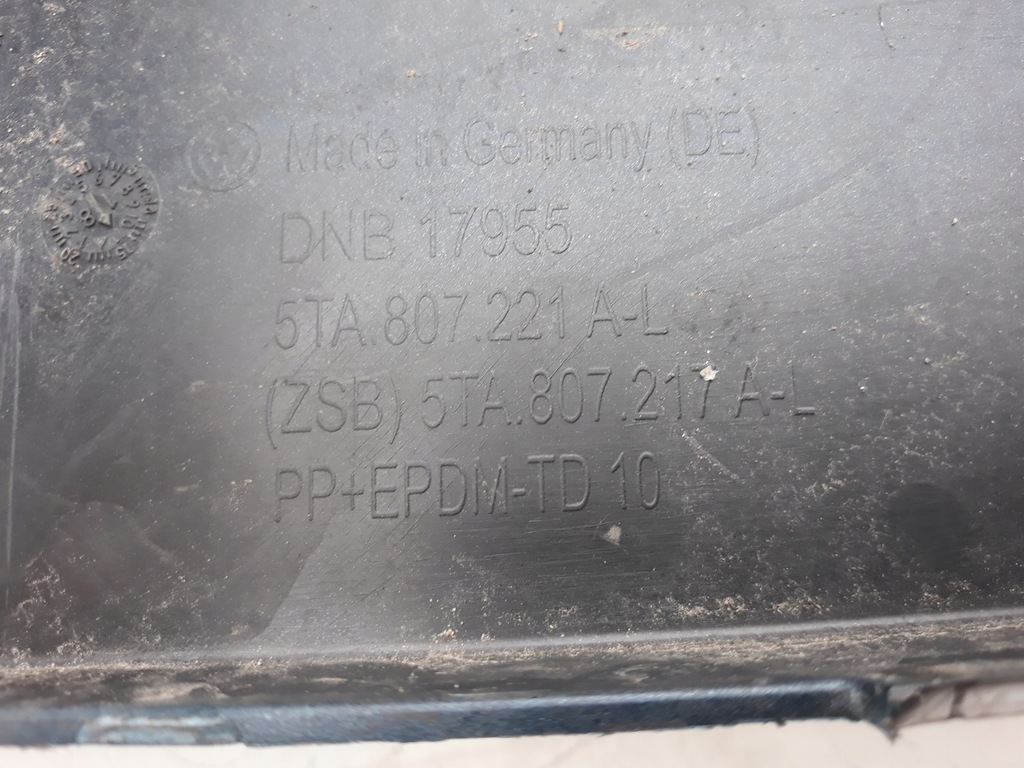 Made in Germany (DE)
DNB 17955
5TA.807.221 A-L
(ZSB) 5TA.807.217 A-L
PP+EPDM-TD 10